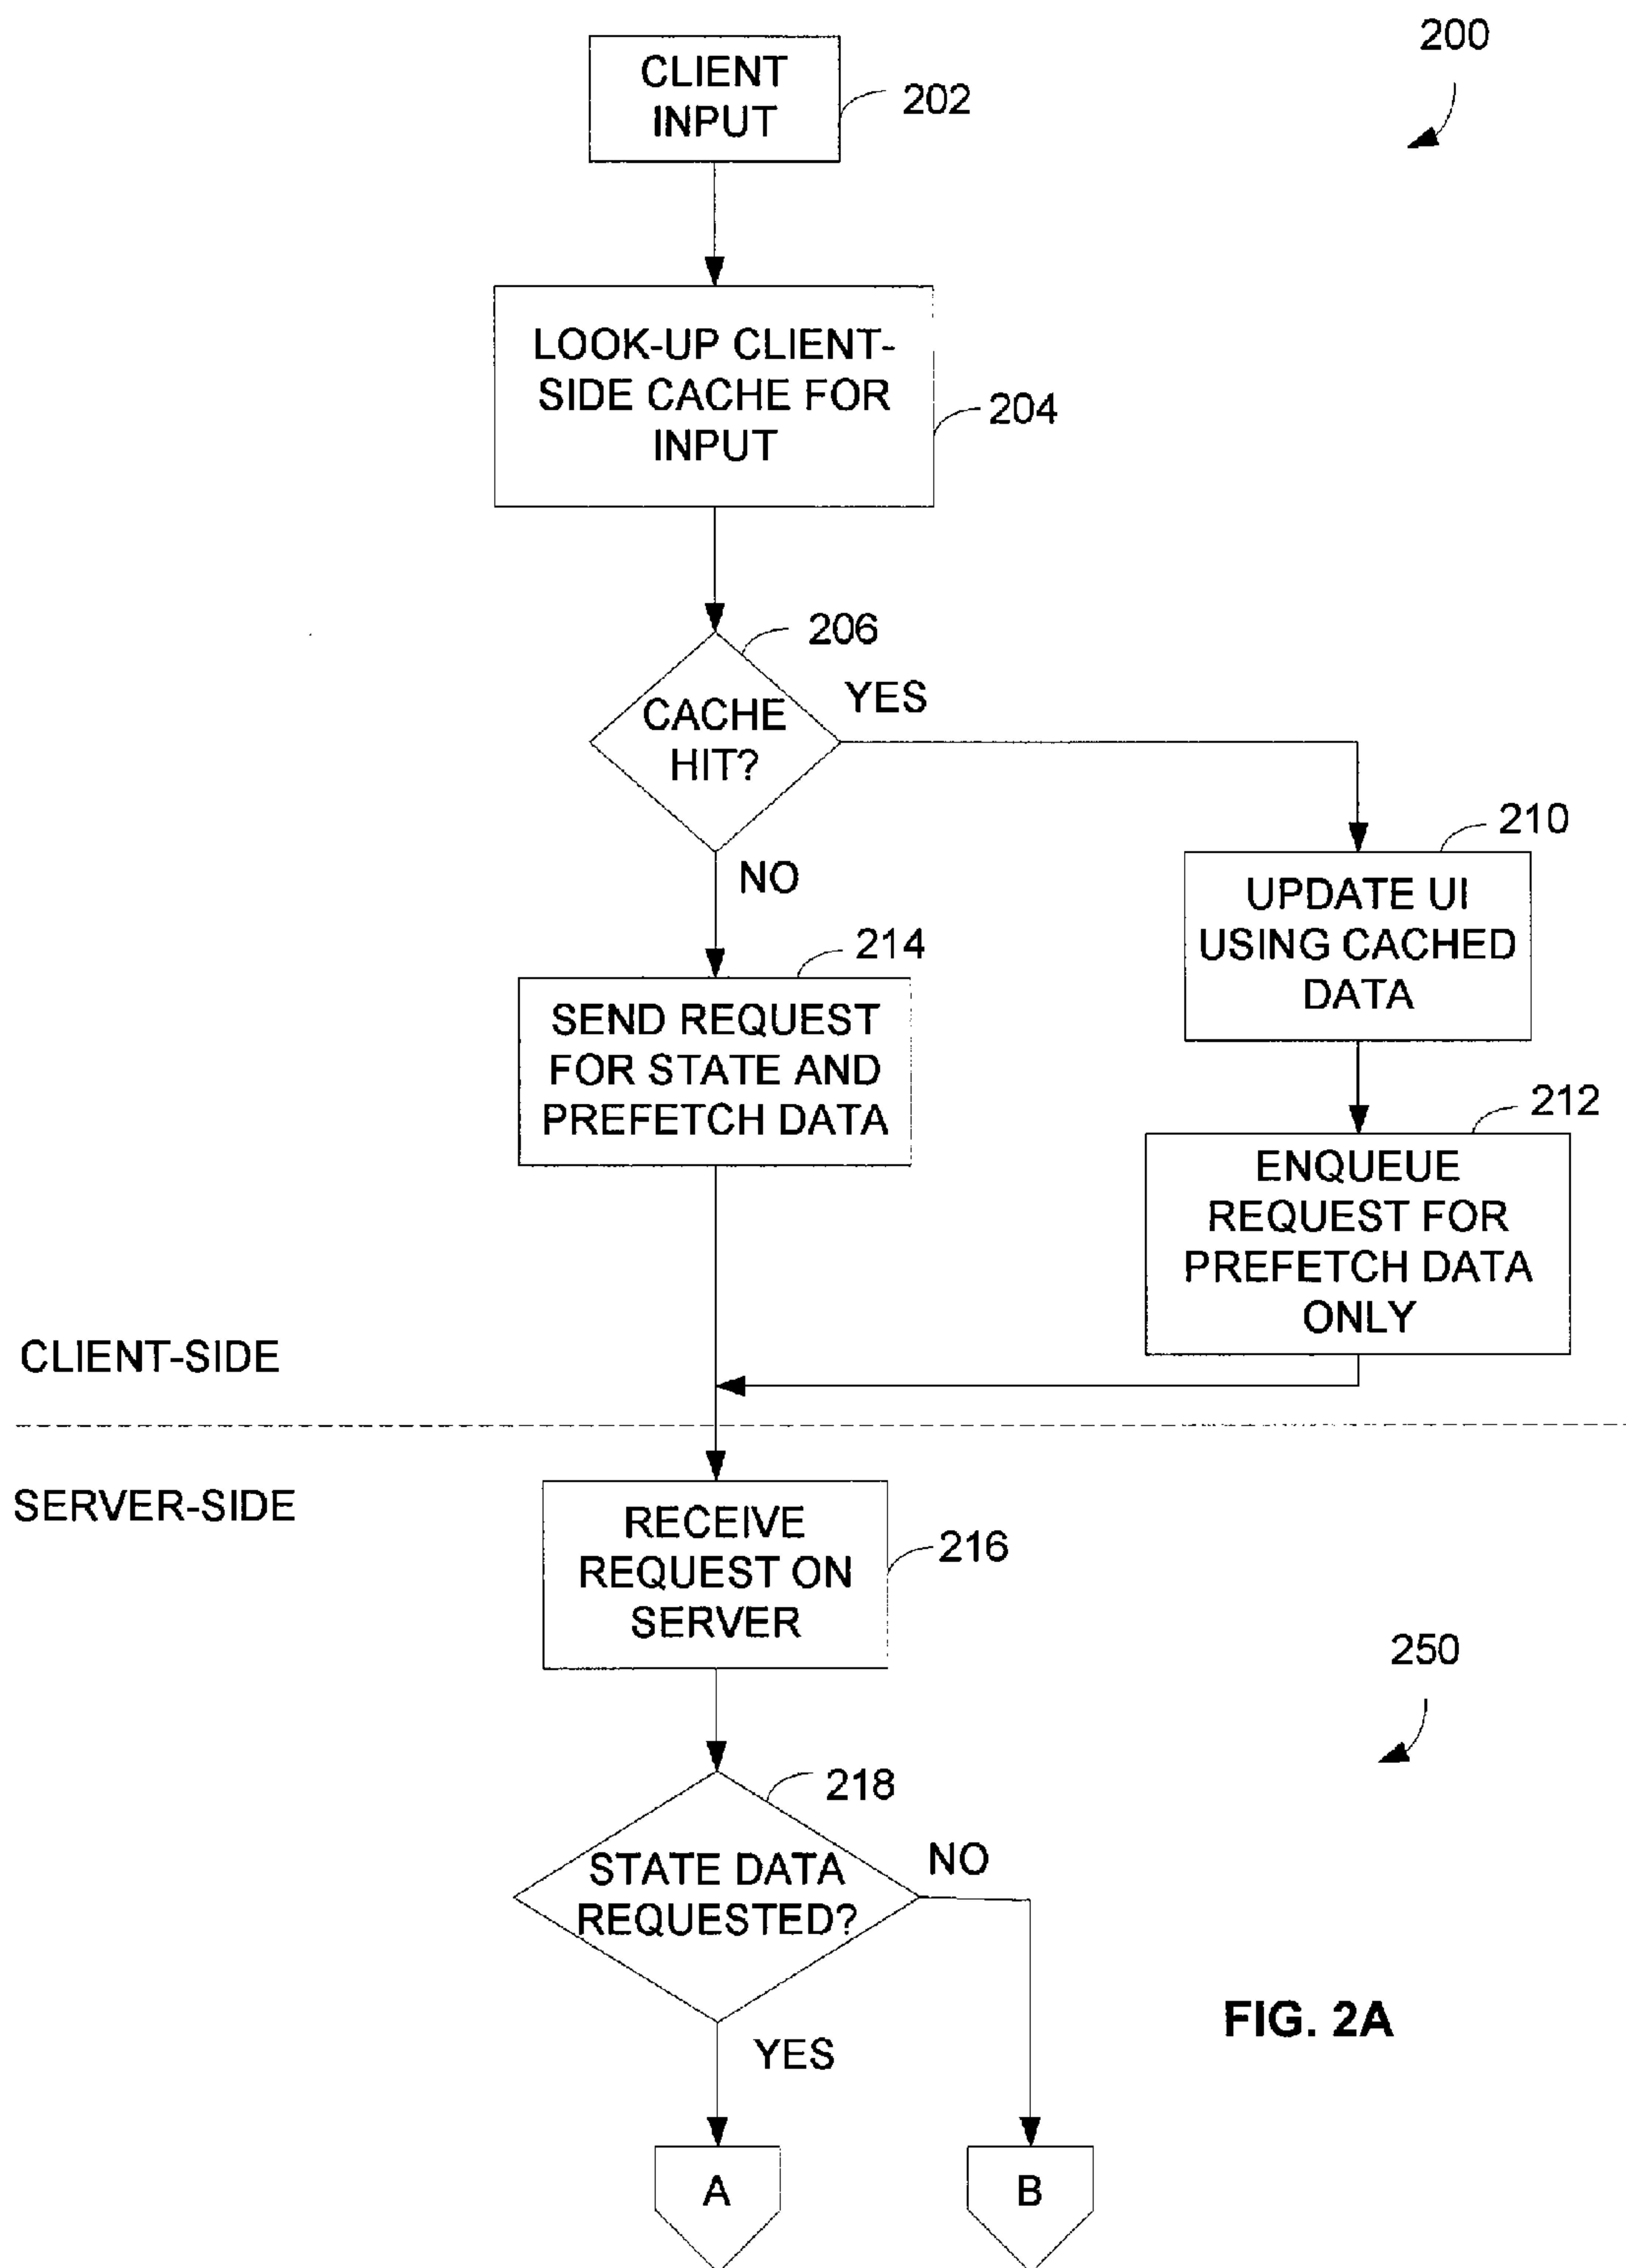 200
CLIENT
INPUT
202
LOOK-UP CLIENT-
SIDE CACHE FOR
INPUT
204
206
CACHE
HIT?
YES
NO
210
UPDATE UI
USING CACHED
DATA
214
SEND REQUEST
FOR STATE AND
PREFETCH DATA
212
ENQUEUE
REQUEST FOR
PREFETCH DATA
ONLY
CLIENT-SIDE
SERVER-SIDE
RECEIVE
REQUEST ON
SERVER
216
250
218
STATE DATA
REQUESTED?
NO
YES
FIG. 2A
A
B